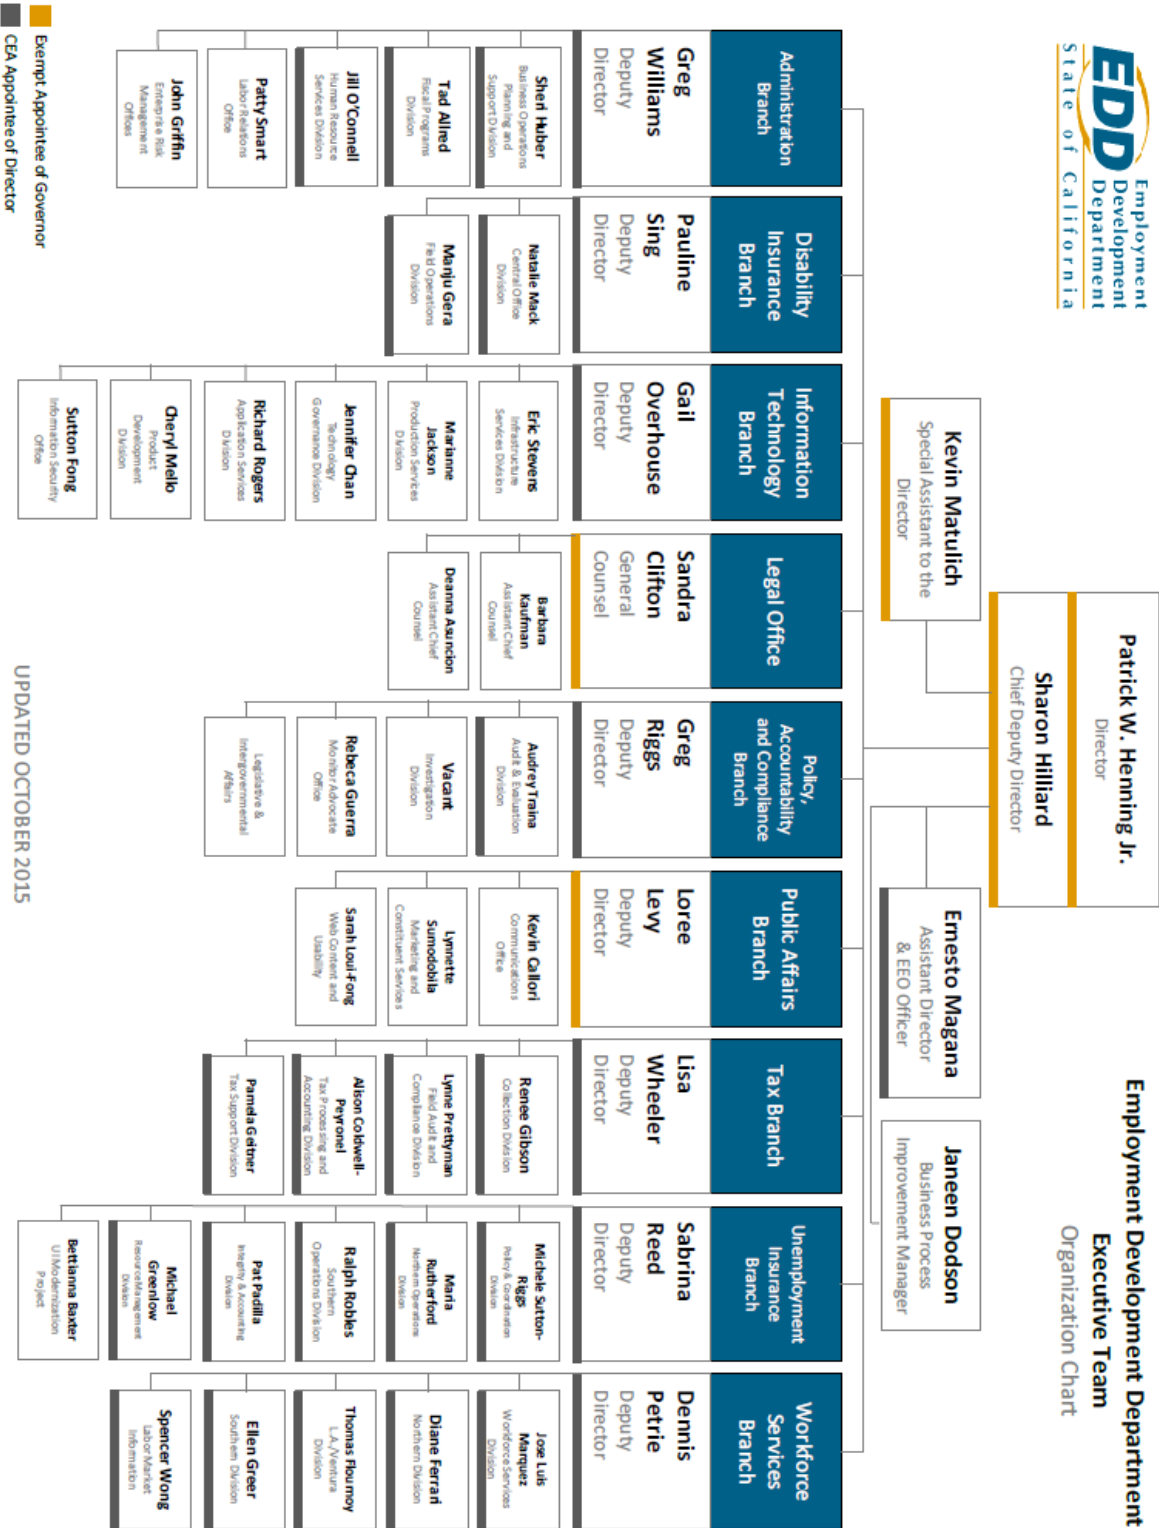 EDD
Employment
Development
Department
State of California
Employment Development Department
Executive Team
Organization Chart
Patrick W. Henning Jr.
Director
Sharon Hilliard
Chief Deputy Director
Kevin Matulich
Special Assistant to the
Director
Ernesto Magana
Assistant Director
& EEO Officer
Janeen Dodson
Business Process
Improvement Manager
Administration
Branch
Greg
Williams
Deputy
Director
Sheri Huber
Business Operations
Planning and
Support Division
Tad Allred
Fiscal Programs
Division
Jill O'Connell
Human Resource
Services Division
Patty Smart
Labor Relations
Office
John Griffin
Enterprise Risk
Management
Offices
Disability
Insurance
Branch
Pauline
Sing
Deputy
Director
Natalie Mack
Central Office
Division
Manju Gera
Field Operations
Division
Information
Technology
Branch
Gail
Overhouse
Deputy
Director
Eric Stevens
Infrastructure
Services Division
Marianne
Jackson
Production Services
Division
Jennifer Chan
Technology
Governance Division
Richard Rogers
Application Services
Division
Cheryl Mello
Product
Development
Division
Sutton Fong
Information Security
Office
Legal Office
Sandra
Clifton
General
Counsel
Barbara
Kaufman
Assistant Chief
Counsel
Deanna Asuncion
Assistant Chief
Counsel
Policy,
Accountability
and Compliance
Branch
Greg
Riggs
Deputy
Director
Audrey Traina
Audit & Evaluation
Division
Vacant
Investigation
Division
Rebeca Guerra
Monitor Advocate
Office
Legislative &
Intergovernmental
Affairs
Public Affairs
Branch
Loree
Levy
Deputy
Director
Kevin Callori
Communications
Office
Lynnette
Sumodobila
Marketing and
Constituent Services
Sarah Loui-Fong
Web Content and
Usability
Tax Branch
Lisa
Wheeler
Deputy
Director
Renee Gibson
Collection Division
Lynne Prettyman
Field Audit and
Compliance Division
Alison Coldwell-
Peyronel
Tax Processing and
Accounting Division
Pamela Geitner
Tax Support Division
Unemployment
Insurance
Branch
Sabrina
Reed
Deputy
Director
Michele Sutton-
Riggs
Policy & Coordination
Division
Maria
Rutherford
Northern Operations
Division
Ralph Robles
Southern
Operations Division
Pat Padilla
Integrity & Accounting
Division
Michael
Greenlow
Resource Management
Division
Bettianna Baxter
UI Modernization
Project
Workforce
Services
Branch
Dennis
Petrie
Deputy
Director
Jose Luis
Marquez
Workforce Services
Division
Diane Ferrari
Northern Division
Thomas Flournoy
L.A./Ventura
Division
Ellen Greer
Southern Division
Spencer Wong
Labor Market
Information
Exempt Appointee of Governor
CEA Appointee of Director
UPDATED OCTOBER 2015